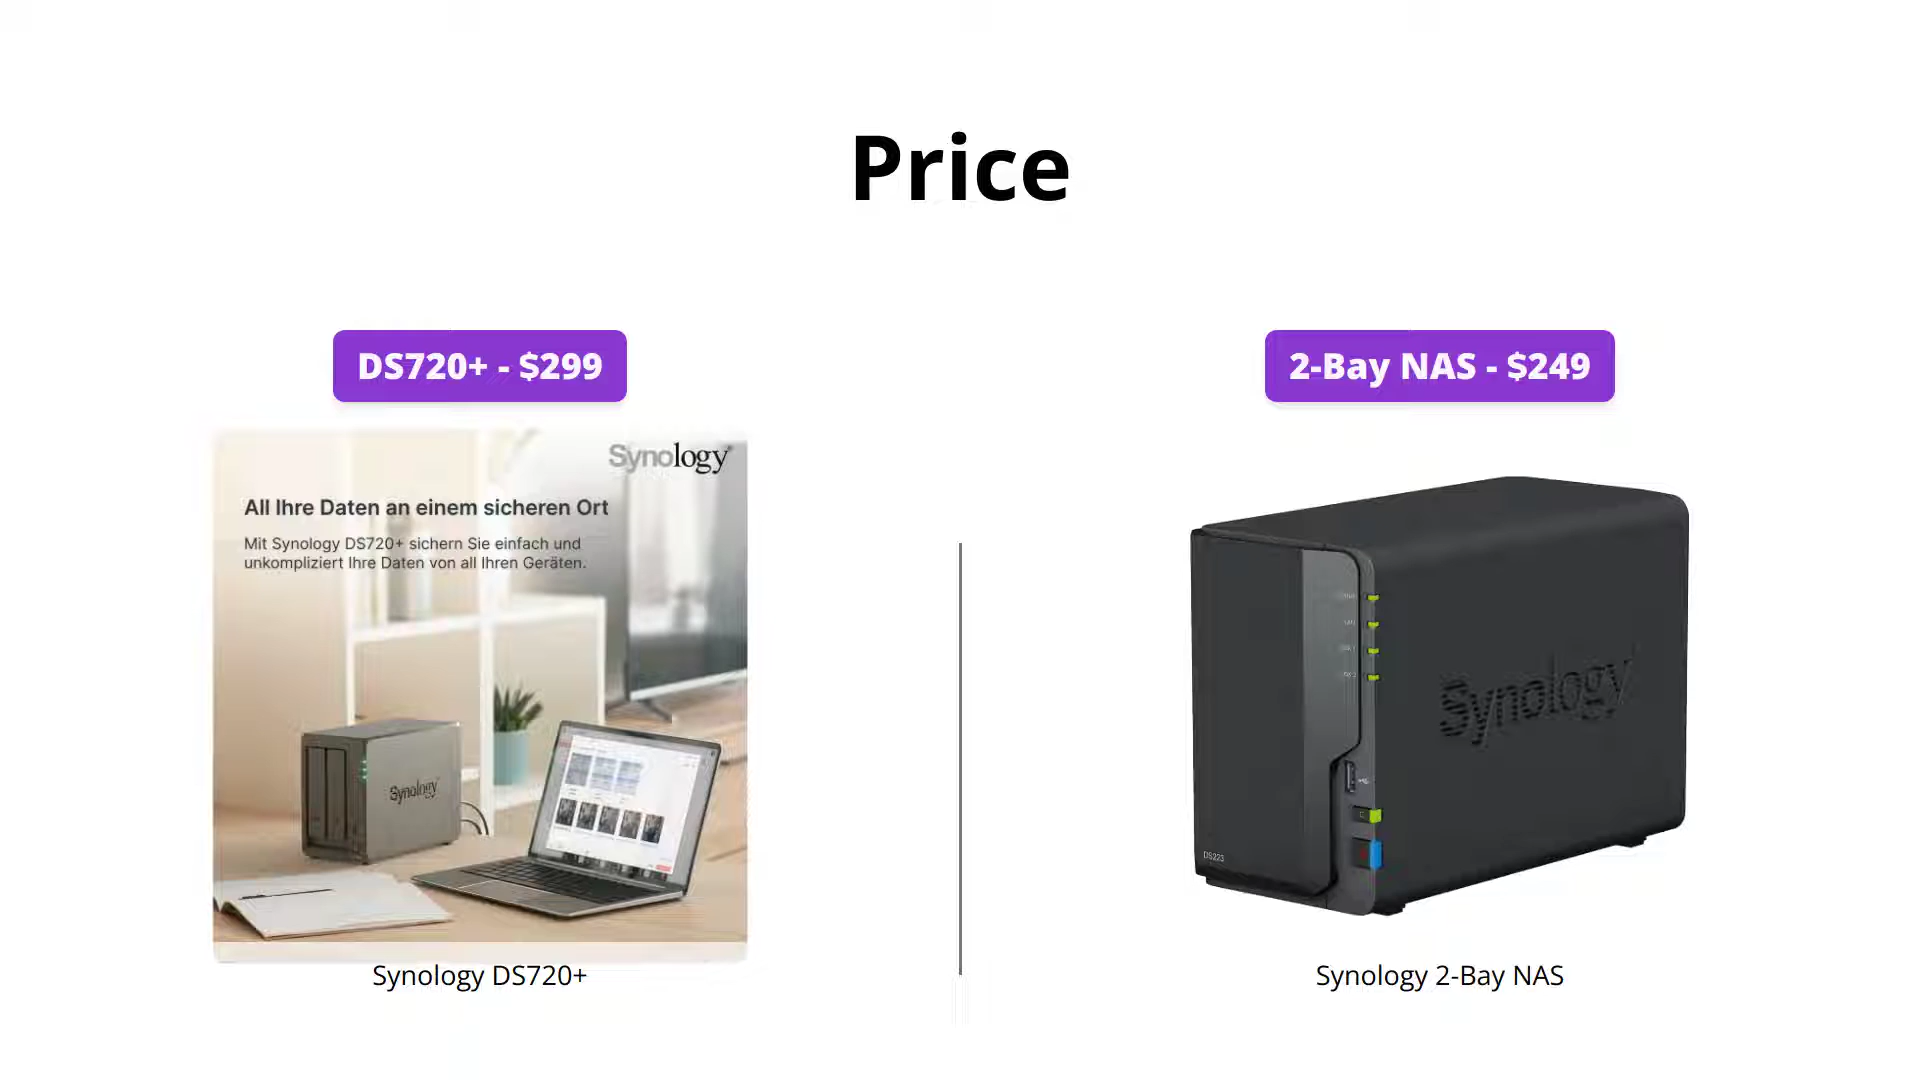 Price
DS720+ - $299
2-Bay NAS - $249
Synology
All Ihre Daten an einem sicheren Ort
Mit Synology DS720+ sichern Sie einfach und
unkompliziert Ihre Daten von all Ihren Geräten.
Synology
Synology DS720+
Synology
DS223
Synology 2-Bay NAS